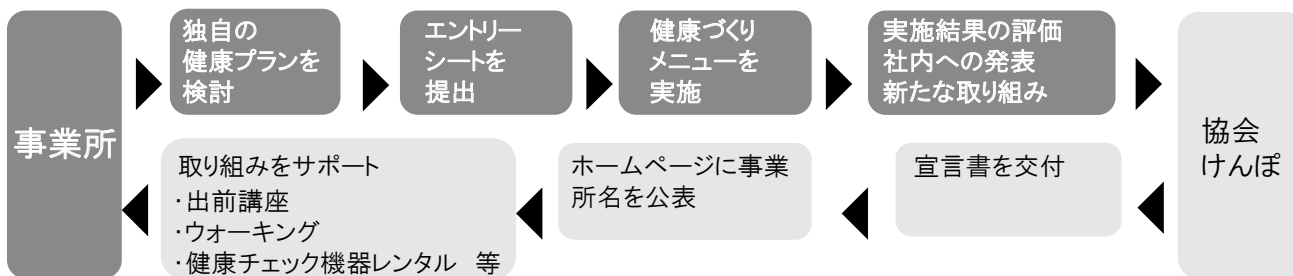 事業所
独自の
健康プランを
検討
エントリー
シートを
提出
健康づくり
メニューを
実施
実施結果の評価
社内への発表
新たな取り組み
協会
けんぽ
宣言書を交付
ホームページに事業
所名を公表
取り組みをサポート
・出前講座
・ウォーキング
・健康チェック機器レンタル 等